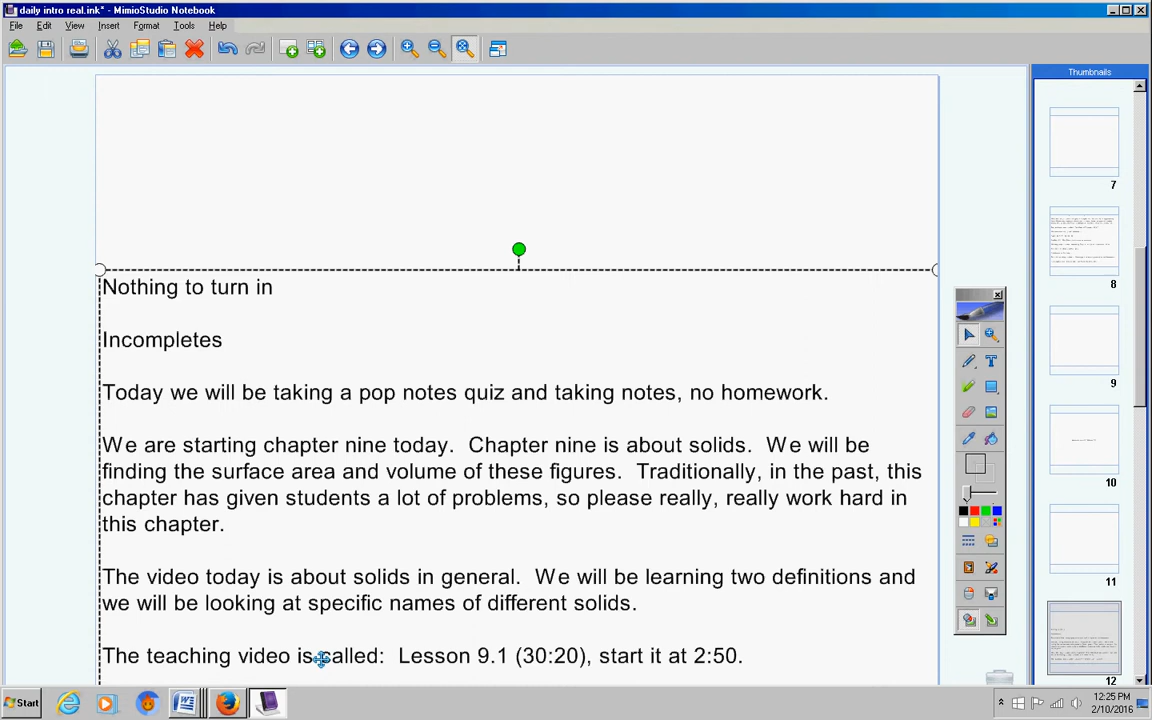 daily intro real.ink* - MimioStudio Notebook
File Edit View Insert Format Tools Help
Thumbnails
7
8
9
10
11
12
Nothing to turn in
Incompletes
Today we will be taking a pop notes quiz and taking notes, no homework.
We are starting chapter nine today. Chapter nine is about solids. We will be
finding the surface area and volume of these figures. Traditionally, in the past, this
chapter has given students a lot of problems, so please really, really work hard in
this chapter.
The video today is about solids in general. We will be learning two definitions and
we will be looking at specific names of different solids.
The teaching video is called: Lesson 9.1 (30:20), start it at 2:50.
Start
12:25 PM
2/10/2016